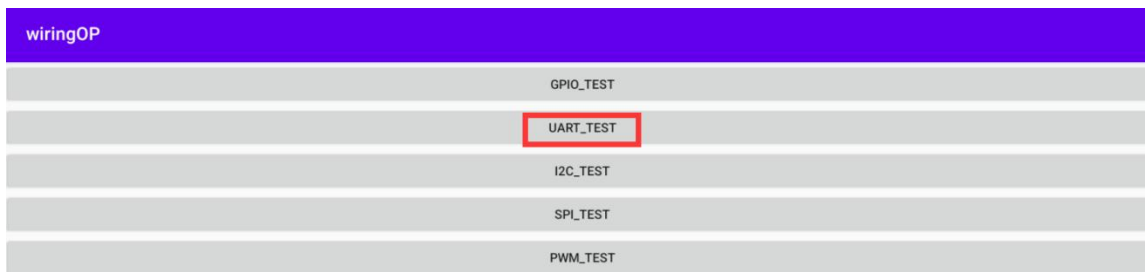 wiringOP
GPIO_TEST
UART_TEST
I2C_TEST
SPI_TEST
PWM_TEST